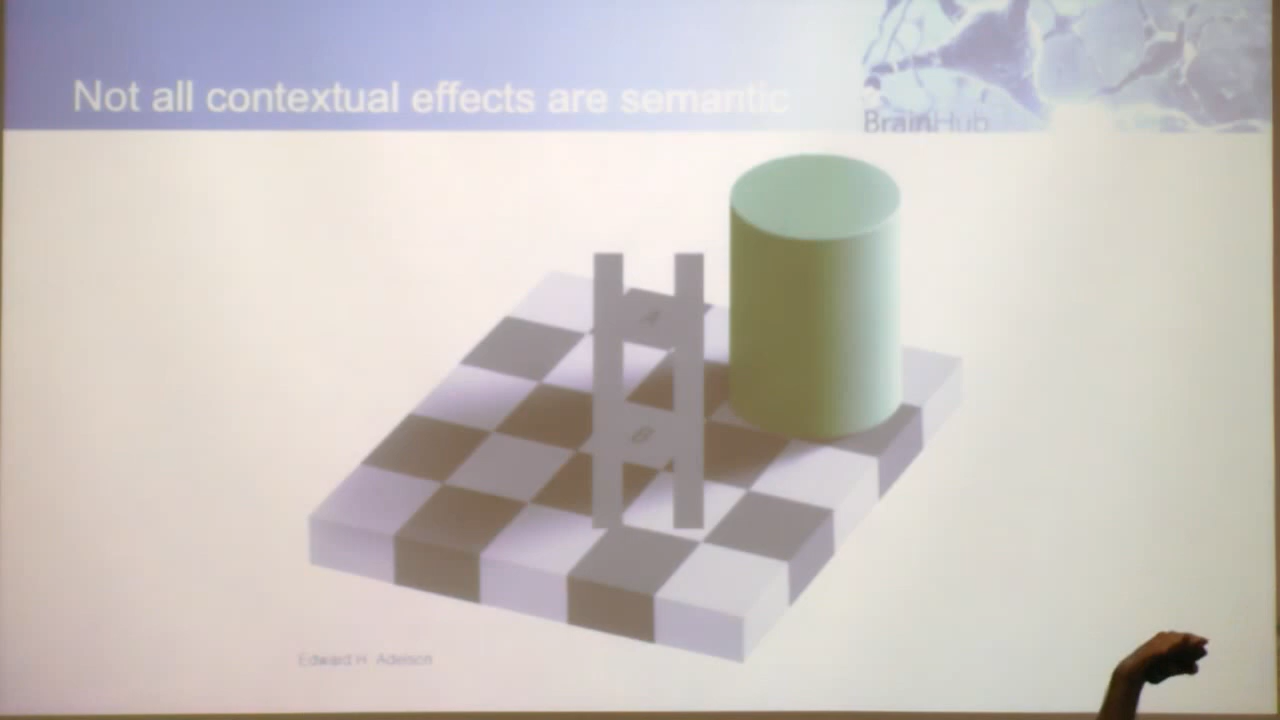 Not all contextual effects are semantic
BrainHub
A
B
Edward H. Adelson